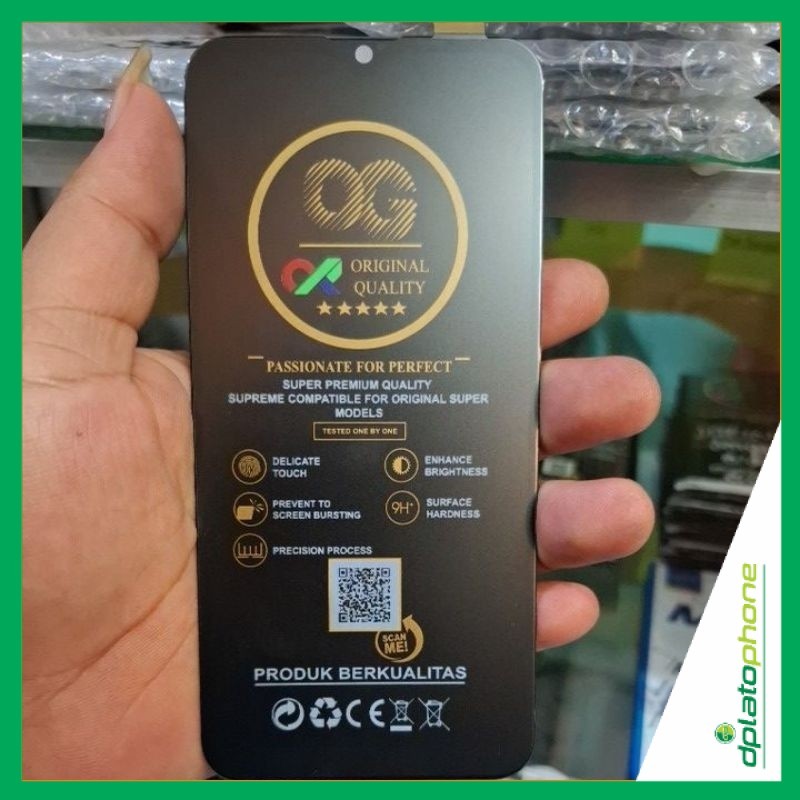 OG
ORIGINAL
QUALITY
PASSIONATE FOR PERFECT
SUPER PREMIUM QUALITY
SUPREME COMPATIBLE FOR ORIGINAL SUPER
MODELS
TESTED ONE BY ONE
DELICATE
TOUCH
ENHANCE
BRIGHTNESS
PREVENT TO
SCREEN BURSTING
9H+
SURFACE
HARDNESS
PRECISION PROCESS
SCAN
ME!
PRODUK BERKUALITAS
CE
dplatophone